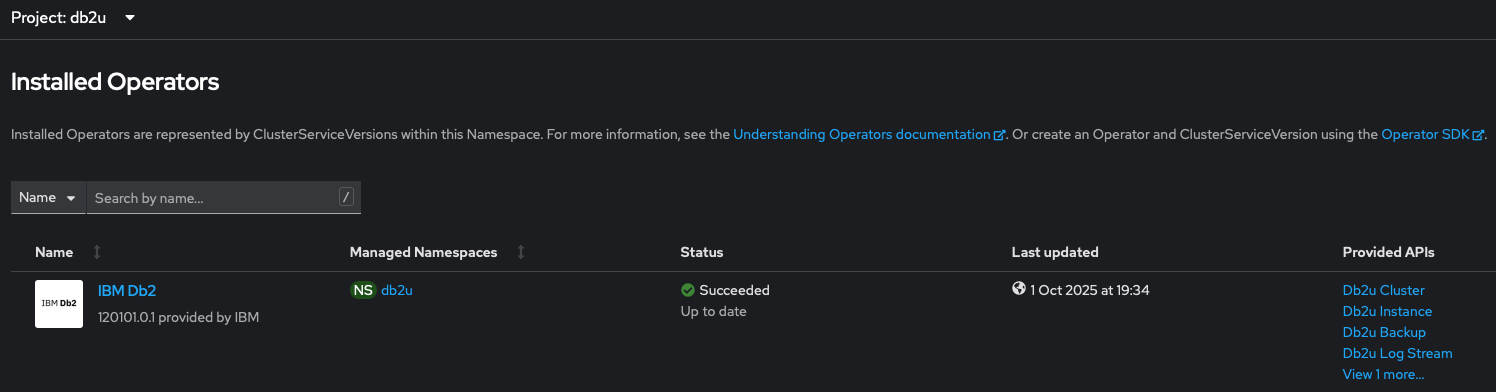 Project: db2u
Installed Operators
Installed Operators are represented by ClusterServiceVersions within this Namespace. For more information, see the Understanding Operators documentation. Or create an Operator and ClusterServiceVersion using the Operator SDK.
Name Search by name... /
Name Managed Namespaces Status Last updated Provided APIs
IBM Db2 IBM Db2 NS db2u Succeeded 1 Oct 2025 at 19:34 Db2u Cluster
120101.0.1 provided by IBM Up to date Db2u Instance
Db2u Backup
Db2u Log Stream
View 1 more...